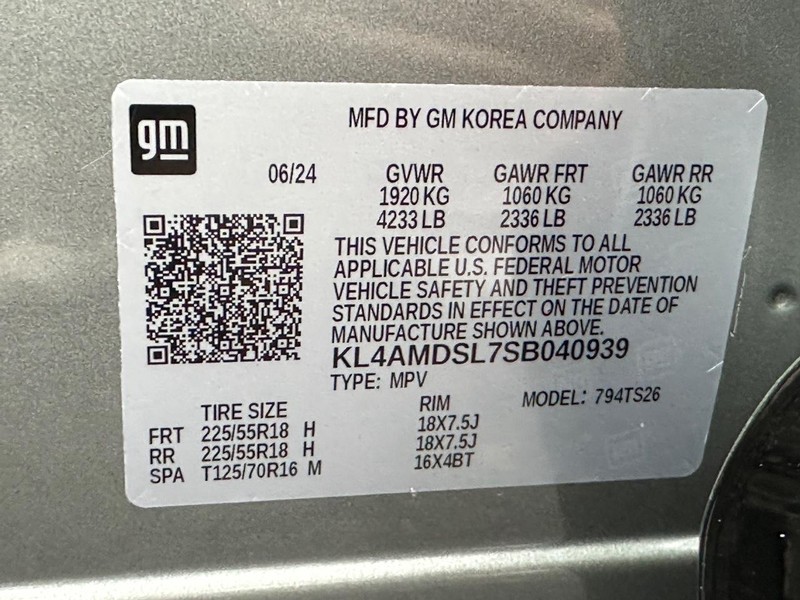 gm
MFD BY GM KOREA COMPANY
06/24 GVWR GAWR FRT GAWR RR
1920 KG 1060 KG 1060 KG
4233 LB 2336 LB 2336 LB
THIS VEHICLE CONFORMS TO ALL
APPLICABLE U.S. FEDERAL MOTOR
VEHICLE SAFETY AND THEFT PREVENTION
STANDARDS IN EFFECT ON THE DATE OF
MANUFACTURE SHOWN ABOVE.
KL4AMDSL7SB040939
TYPE: MPV MODEL: 794TS26
TIRE SIZE RIM
FRT 225/55R18 H 18X7.5J
RR 225/55R18 H 18X7.5J
SPA T125/70R16 M 16X4BT